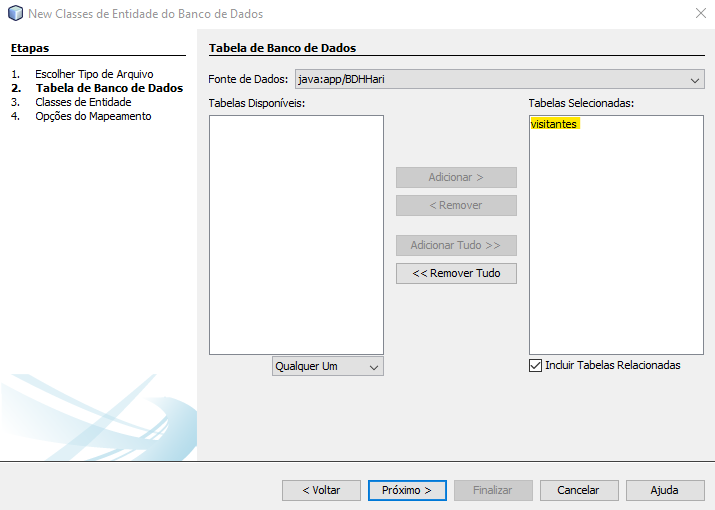 New Classes de Entidade do Banco de Dados
Etapas
1. Escolher Tipo de Arquivo
2. Tabela de Banco de Dados
3. Classes de Entidade
4. Opções do Mapeamento
Tabela de Banco de Dados
Fonte de Dados: java:app/BDHHari
Tabelas Disponíveis:
Tabelas Selecionadas:
visitantes
Adicionar >
< Remover
Adicionar Tudo >>
<< Remover Tudo
Qualquer Um
Incluir Tabelas Relacionadas
< Voltar
Próximo >
Finalizar
Cancelar
Ajuda